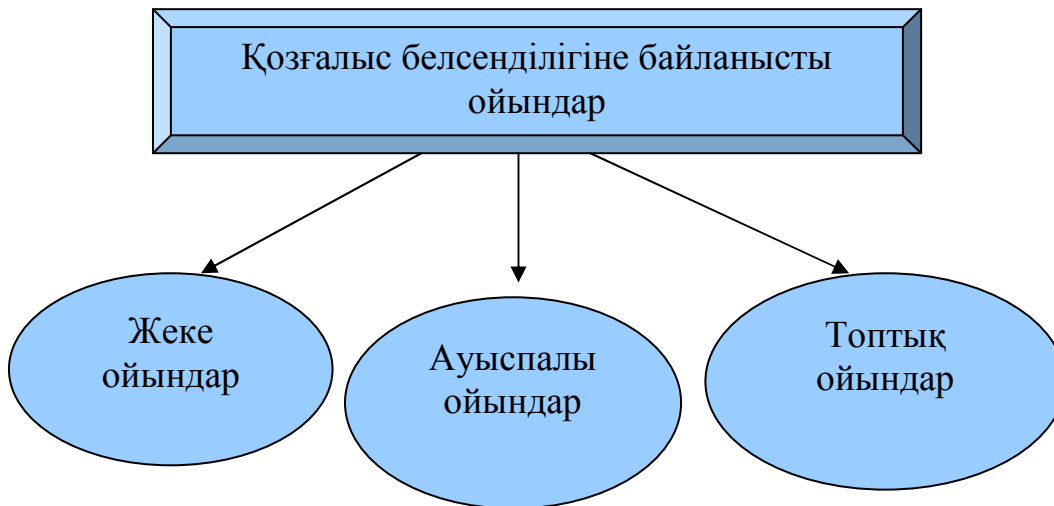 Қозғалыс белсенділігіне байланысты
ойындар
Жеке
ойындар
Ауыспалы
ойындар
Топтық
ойындар